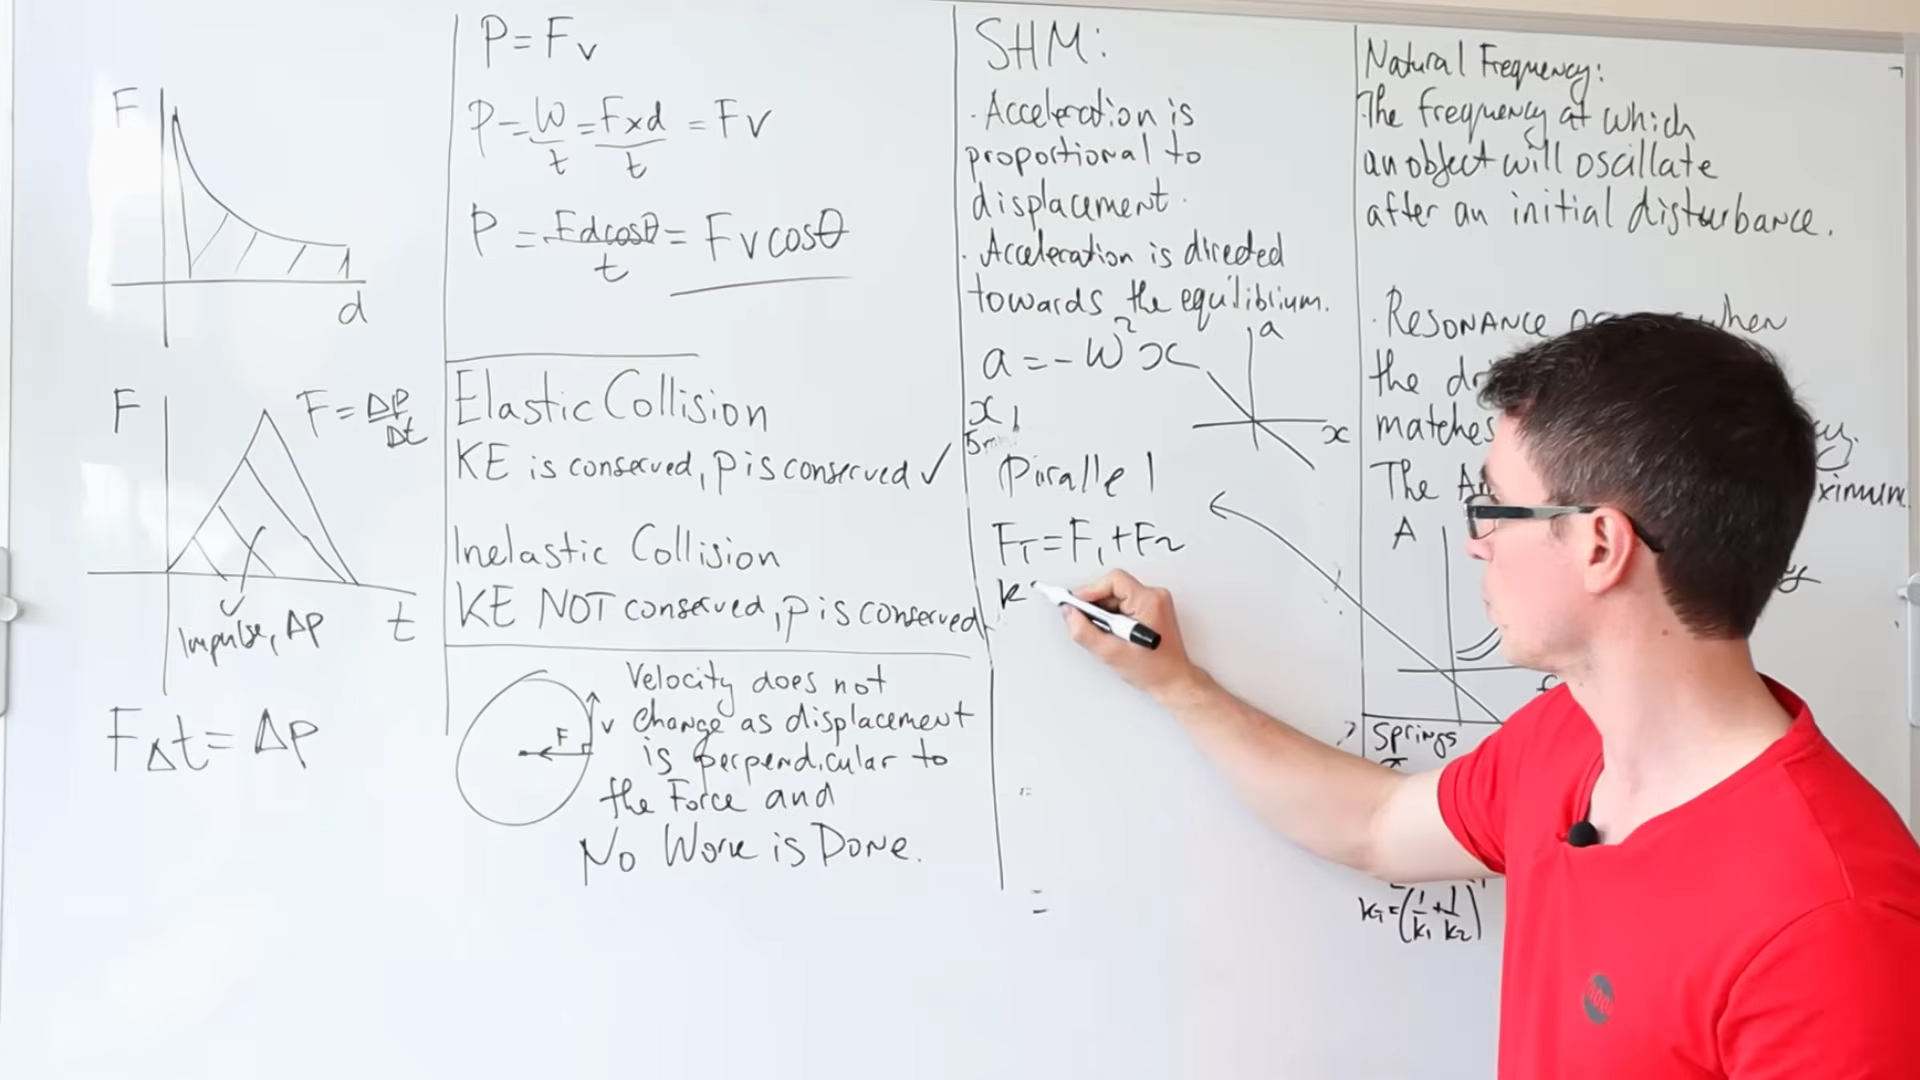 F
d
F
F = Δp/Δt
t
Impulse, Δp
FΔt = Δp
P = Fv
P = W/t = F×d/t = Fv
P = Fdcosθ/t = Fvcosθ
Elastic Collision
KE is conserved, p is conserved ✓
Inelastic Collision
KE NOT conserved, p is conserved
F
v
Velocity does not
change as displacement
is perpendicular to
the Force and
No Work is Done.
SHM:
· Acceleration is
proportional to
displacement.
· Acceleration is directed
towards the equilibrium.
a = -ω²x
a
x
x
Parallel
F_T = F₁ + F₂
k
Natural Frequency:
The frequency at which
an object will oscillate
after an initial disturbance.
· Resonance when
the
matches
The
A
Springs
k_T = (1/k₁ + 1/k₂)